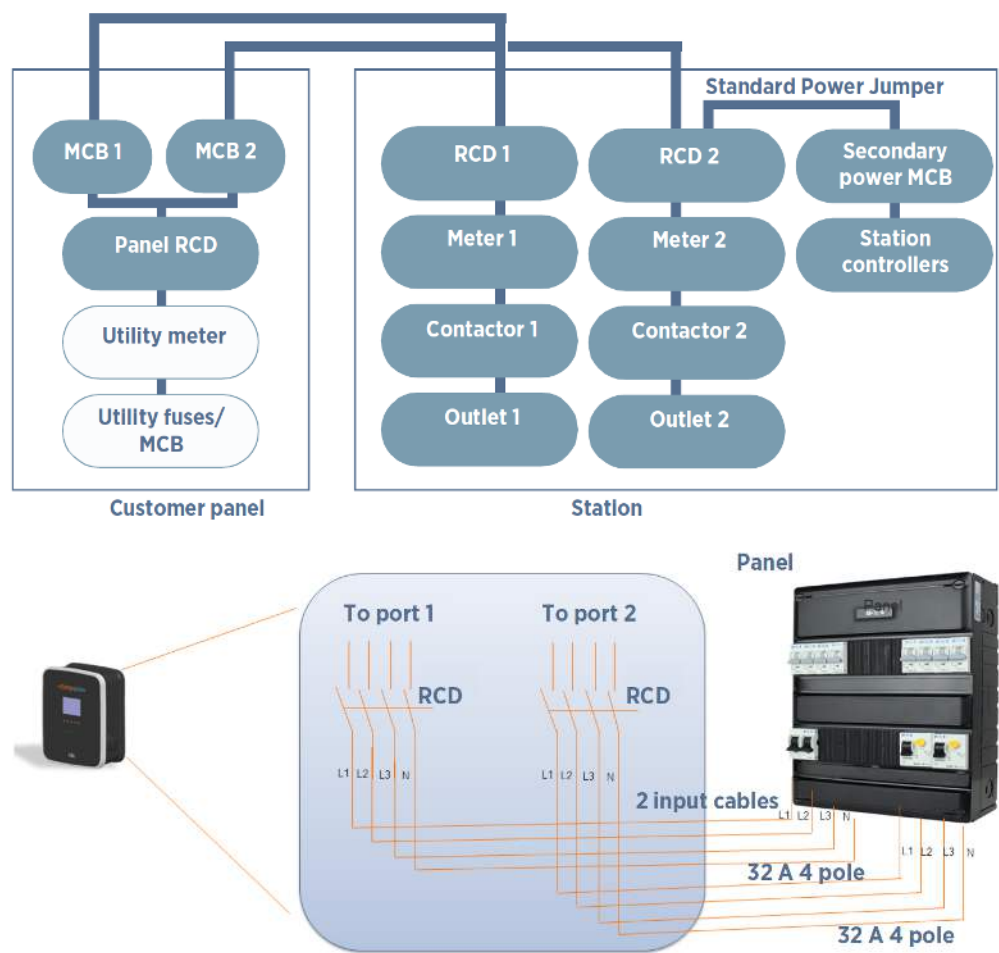 Standard Power Jumper
MCB 1
MCB 2
RCD 1
RCD 2
Secondary
power MCB
Panel RCD
Meter 1
Meter 2
Station
controllers
Utility meter
Contactor 1
Contactor 2
Utility fuses/
MCB
Outlet 1
Outlet 2
Customer panel
Station
Panel
To port 1
To port 2
Panel
RCD
RCD
L1 L2 L3 N
L1 L2 L3 N
2 input cables
L1 L2 L3 N
L1 L2 L3 N
32 A 4 pole
32 A 4 pole